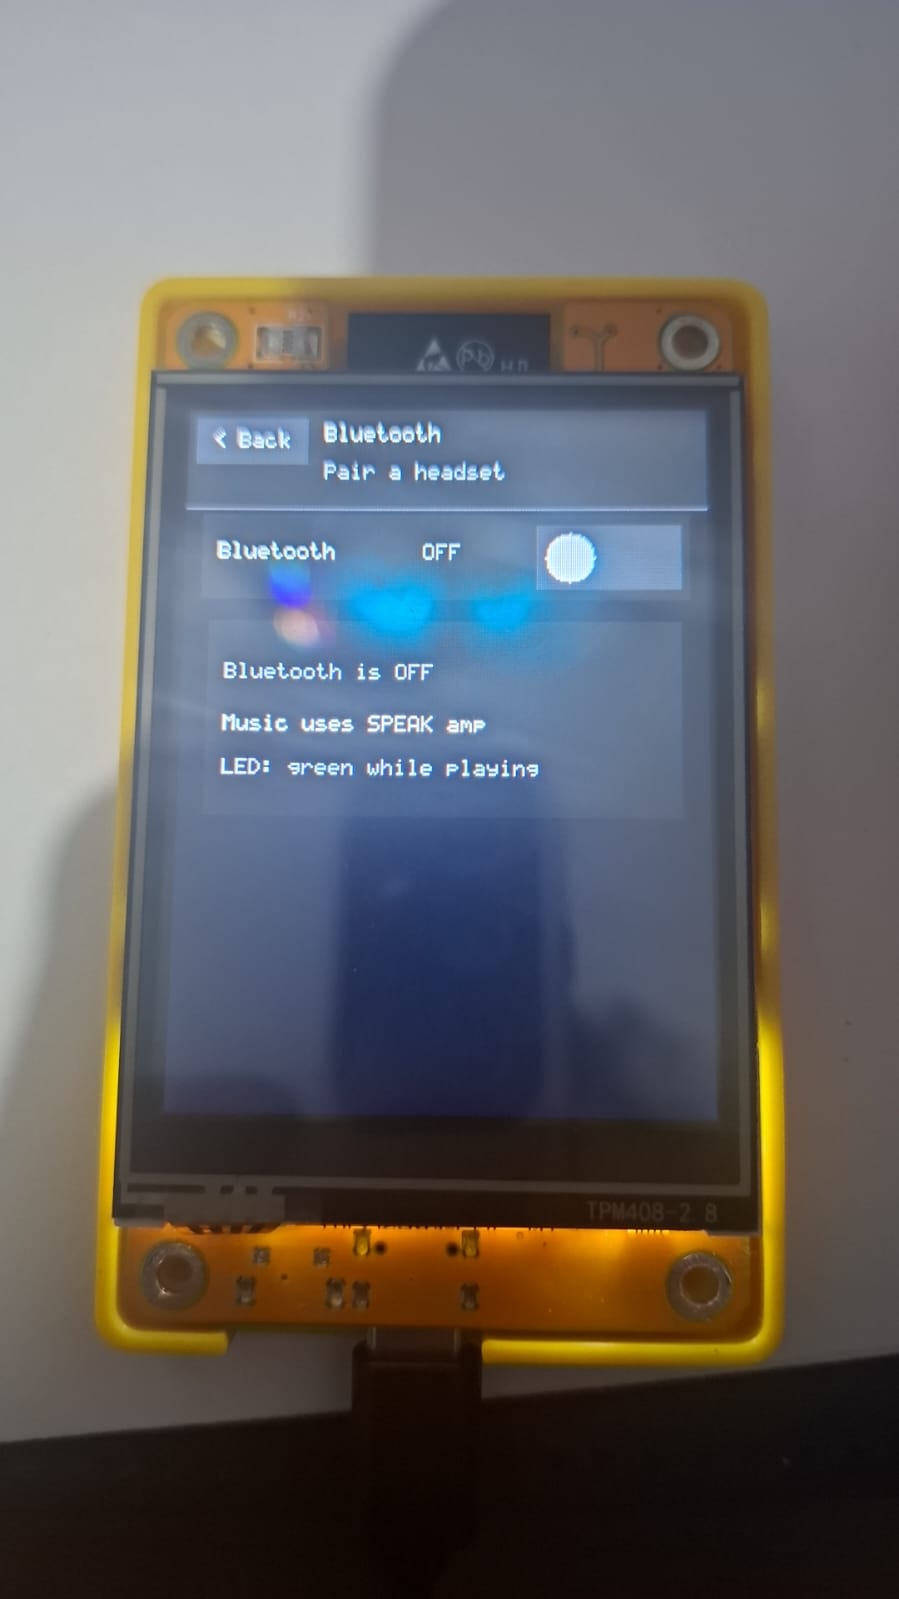 Pb
< Back
Bluetooth
Pair a headset
Bluetooth OFF
Bluetooth is OFF
Music uses SPEAK amp
LED: green while playing
TPM408-2.8